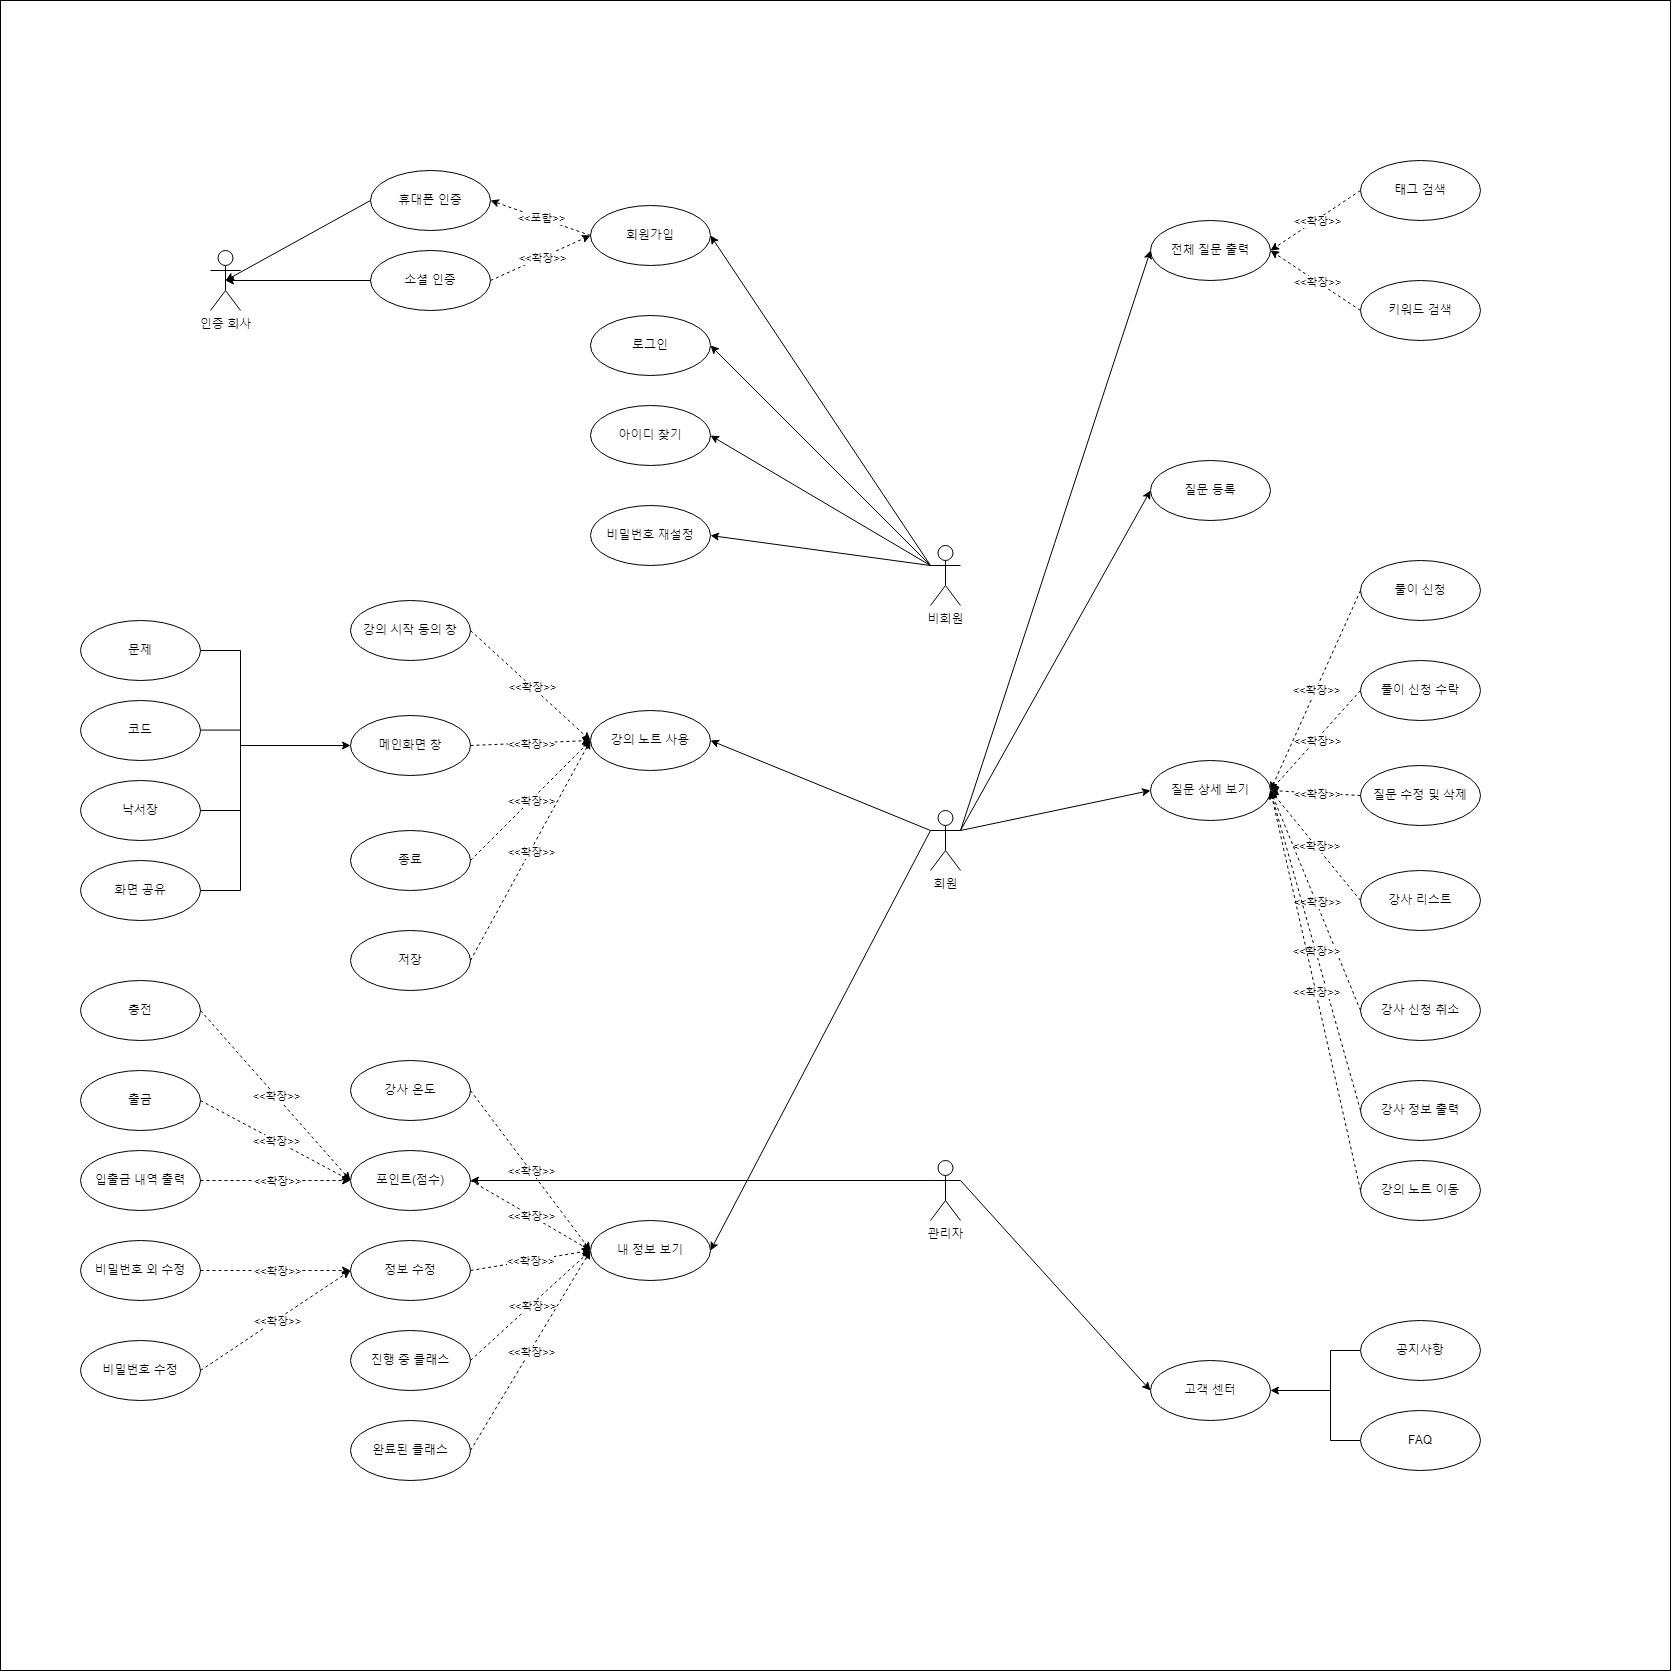 휴대폰 인증
<<포함>>
회원가입
소셜 인증
<<확장>>
인증 회사
로그인
아이디 찾기
비밀번호 재설정
비회원
태그 검색
<<확장>>
전체 질문 출력
<<확장>>
키워드 검색
질문 등록
풀이 신청
<<확장>>
풀이 신청 수락
<<확장>>
질문 상세 보기
<<확장>>
질문 수정 및 삭제
<<확장>>
강사 리스트
<<확장>>
<<확장>>
<<확장>>
강사 신청 취소
강사 정보 출력
강의 노트 이동
문제
코드
낙서장
화면 공유
강의 시작 동의 창
<<확장>>
메인화면 창
<<확장>>
강의 노트 사용
<<확장>>
종료
<<확장>>
저장
회원
충전
<<확장>>
출금
<<확장>>
입출금 내역 출력
<<확장>>
비밀번호 외 수정
<<확장>>
<<확장>>
비밀번호 수정
강사 온도
<<확장>>
포인트(점수)
<<확장>>
내 정보 보기
정보 수정
<<확장>>
<<확장>>
진행 중 클래스
<<확장>>
완료된 클래스
관리자
고객 센터
공지사항
FAQ